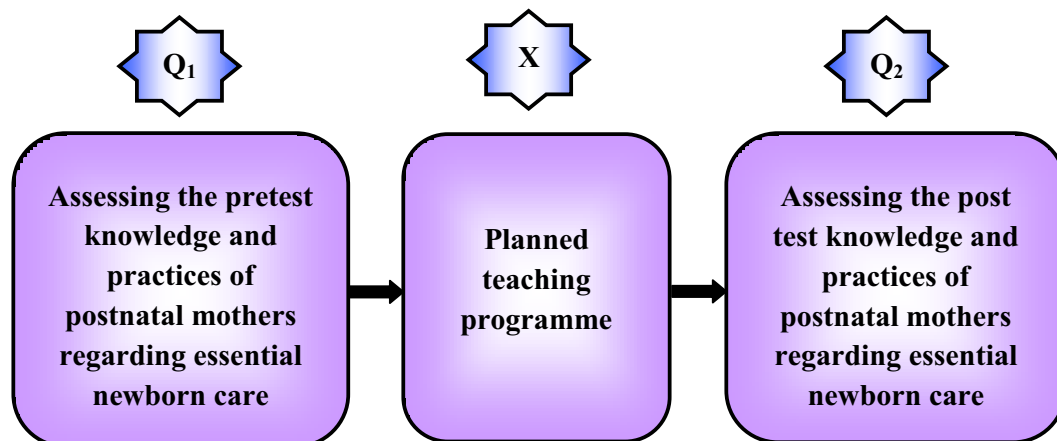 Q₁
X
Q₂
Assessing the pretest
knowledge and
practices of
postnatal mothers
regarding essential
newborn care
Planned
teaching
programme
Assessing the post
test knowledge and
practices of
postnatal mothers
regarding essential
newborn care